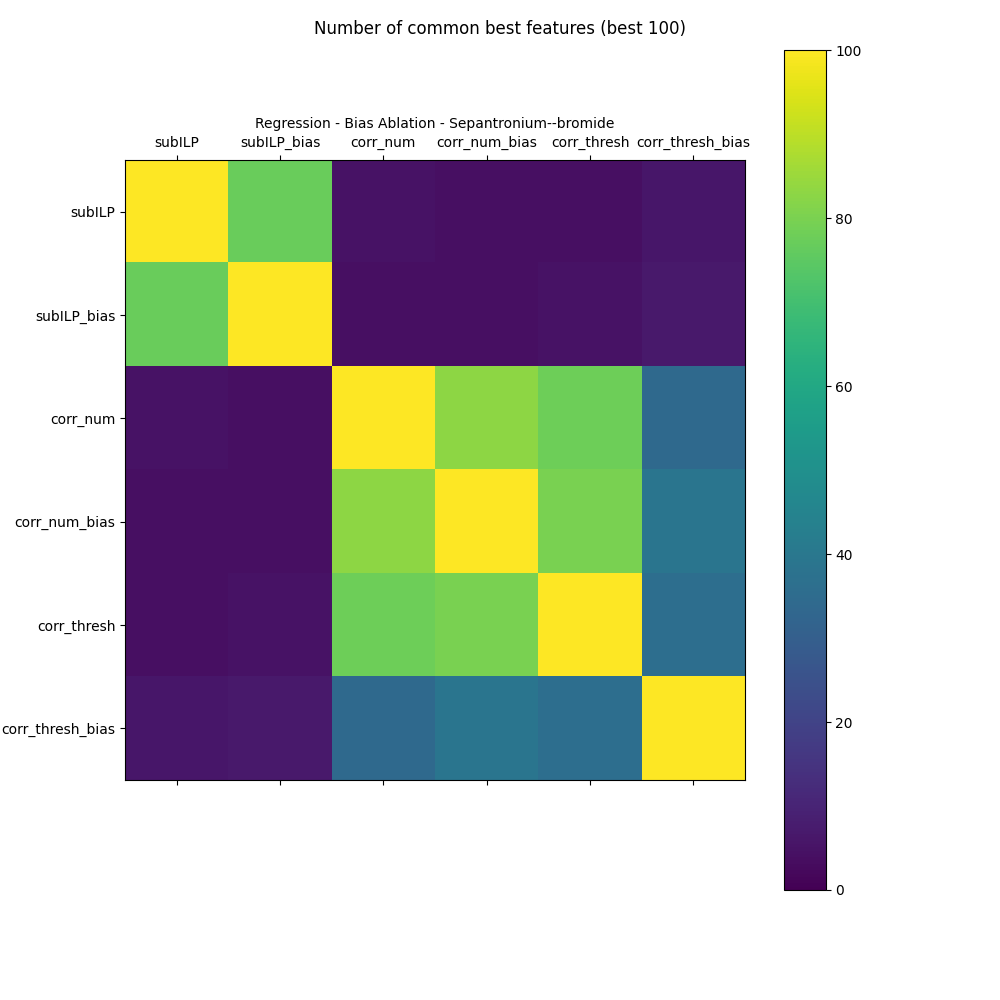 Number of common best features (best 100)
Regression - Bias Ablation - Sepantronium--bromide
subILP subILP_bias corr_num corr_num_bias corr_thresh corr_thresh_bias
subILP
subILP_bias
corr_num
corr_num_bias
corr_thresh
corr_thresh_bias
100
80
60
40
20
0